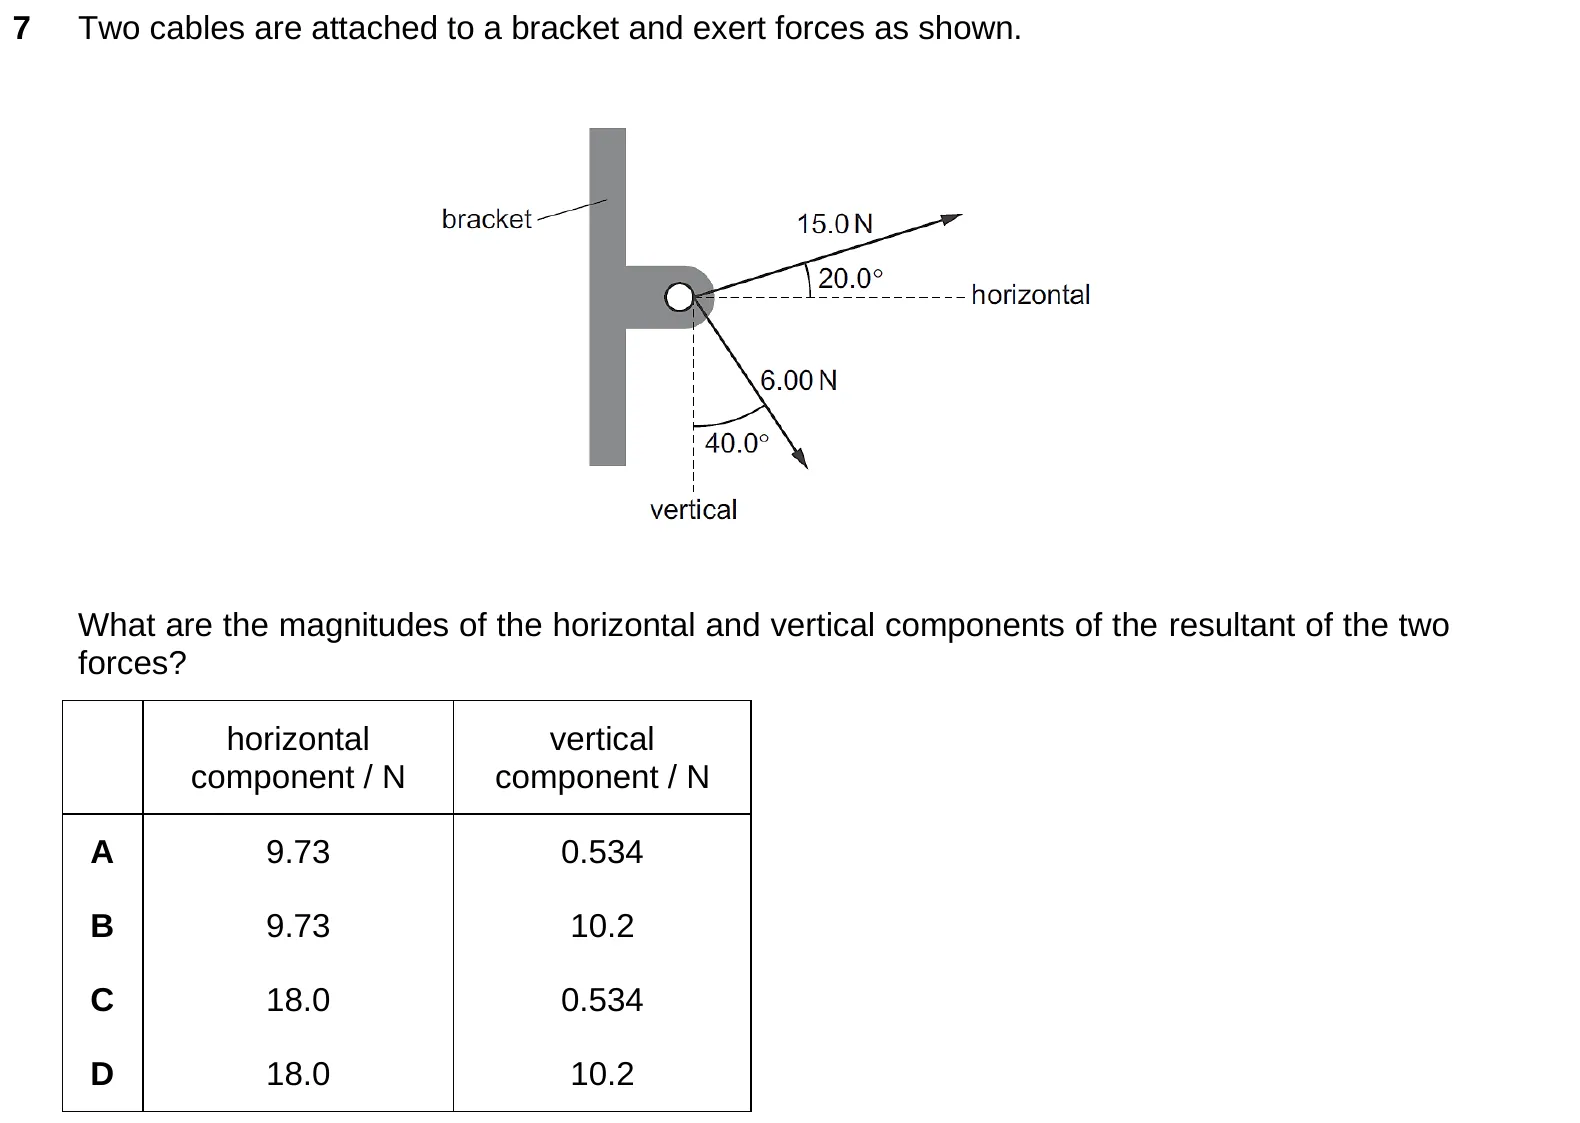 7 Two cables are attached to a bracket and exert forces as shown.
bracket
15.0 N
20.0°
horizontal
6.00 N
40.0°
vertical
What are the magnitudes of the horizontal and vertical components of the resultant of the two
forces?
horizontal component / N vertical component / N
A 9.73 0.534
B 9.73 10.2
C 18.0 0.534
D 18.0 10.2